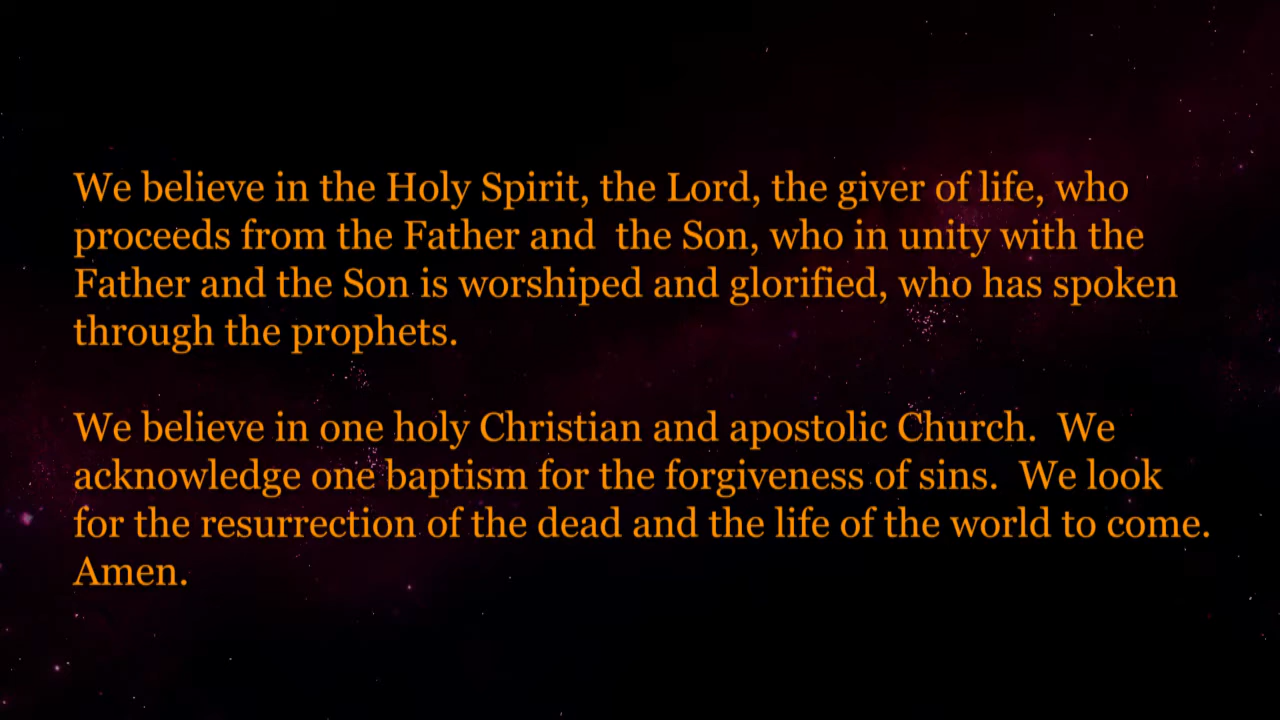 We believe in the Holy Spirit, the Lord, the giver of life, who
proceeds from the Father and  the Son, who in unity with the
Father and the Son is worshiped and glorified, who has spoken
through the prophets.

We believe in one holy Christian and apostolic Church.  We
acknowledge one baptism for the forgiveness of sins.  We look
for the resurrection of the dead and the life of the world to come.
Amen.